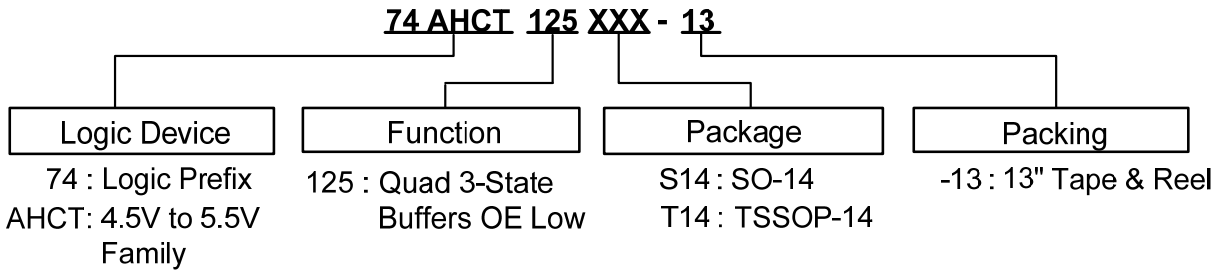 74 AHCT 125 XXX - 13
Logic Device
Function
Package
Packing
74 : Logic Prefix
AHCT: 4.5V to 5.5V
Family
125 : Quad 3-State
Buffers OE Low
S14 : SO-14
T14 : TSSOP-14
-13 : 13" Tape & Reel